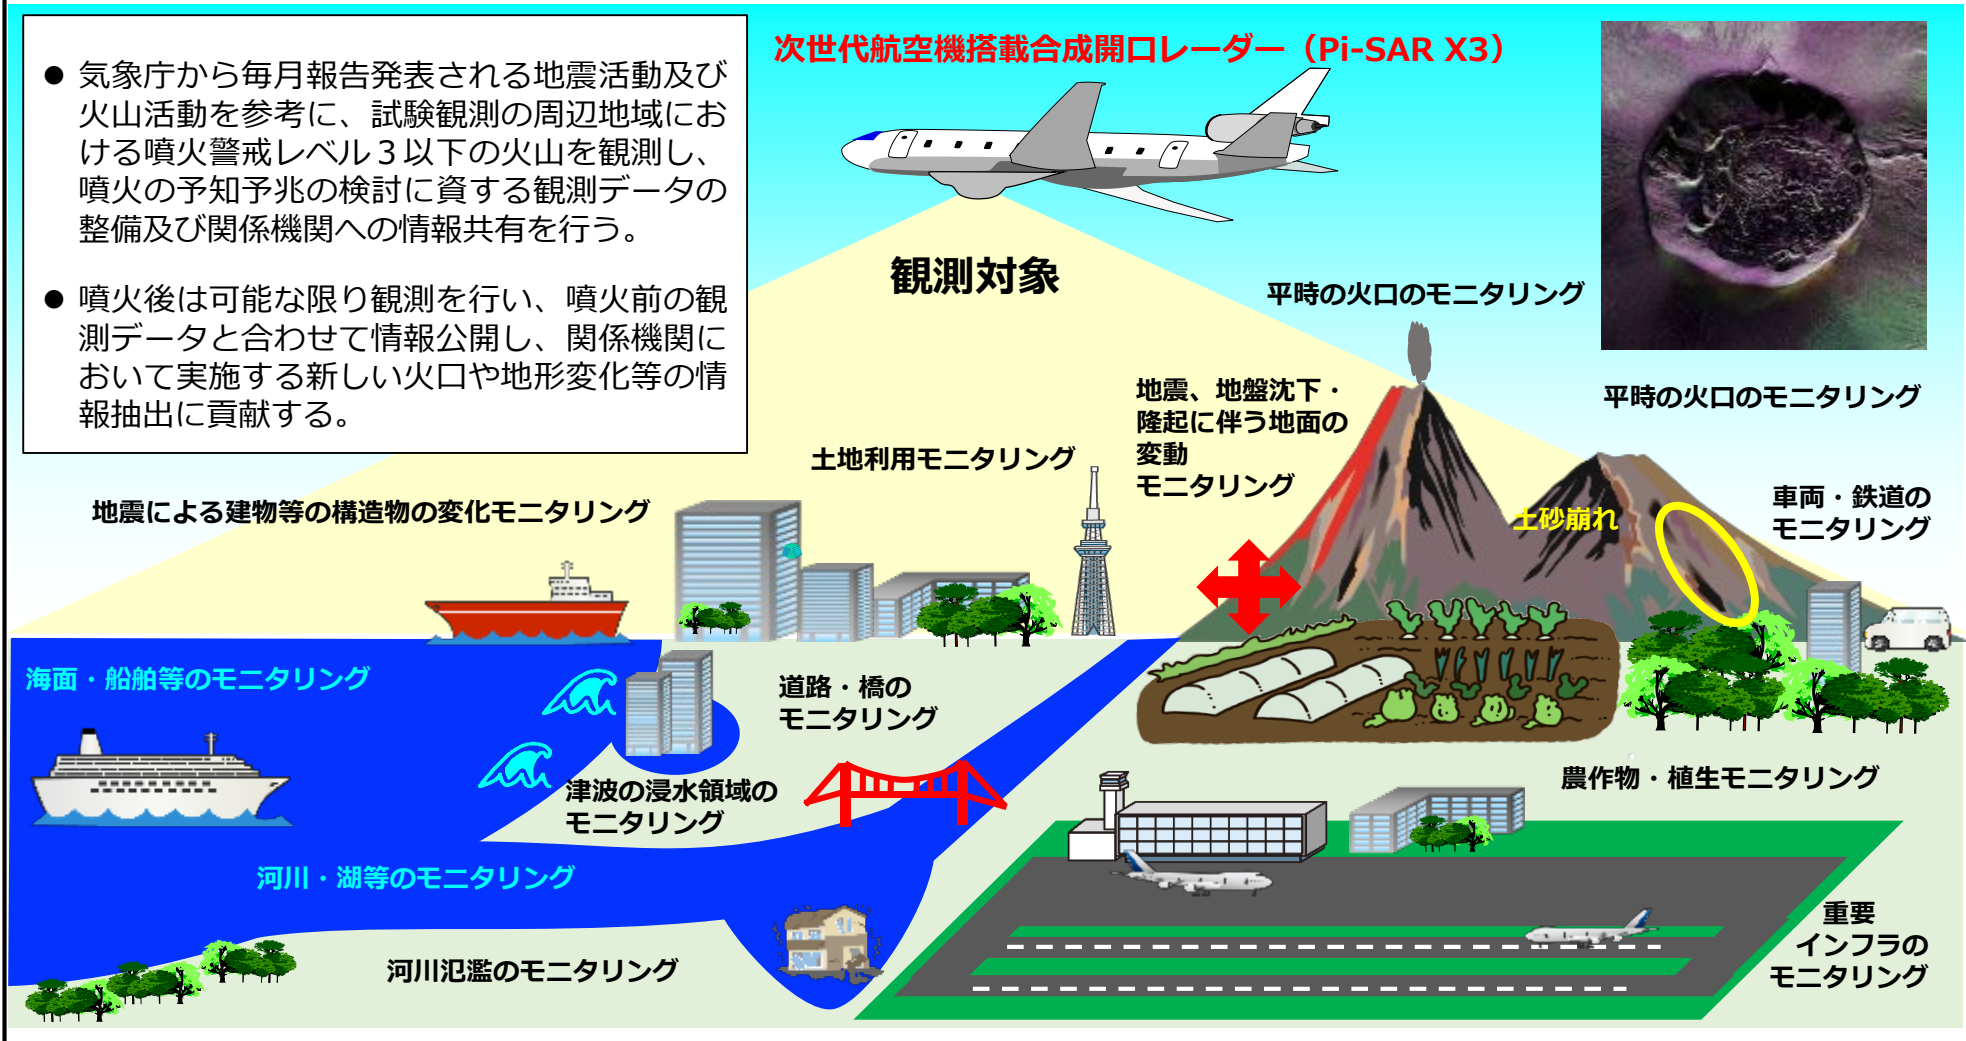 次世代航空機搭載合成開口レーダー（Pi-SAR X3）
● 気象庁から毎月報告発表される地震活動及び
火山活動を参考に、試験観測の周辺地域にお
ける噴火警戒レベル３以下の火山を観測し、
噴火の予知予兆の検討に資する観測データの
整備及び関係機関への情報共有を行う。
● 噴火後は可能な限り観測を行い、噴火前の観
測データと合わせて情報公開し、関係機関に
おいて実施する新しい火口や地形変化等の情
報抽出に貢献する。
観測対象
平時の火口のモニタリング
平時の火口のモニタリング
地震、地盤沈下・
隆起に伴う地面の
変動
モニタリング
土地利用モニタリング
地震による建物等の構造物の変化モニタリング
土砂崩れ
車両・鉄道の
モニタリング
海面・船舶等のモニタリング
道路・橋の
モニタリング
津波の浸水領域の
モニタリング
農作物・植生モニタリング
河川・湖等のモニタリング
河川氾濫のモニタリング
重要
インフラの
モニタリング